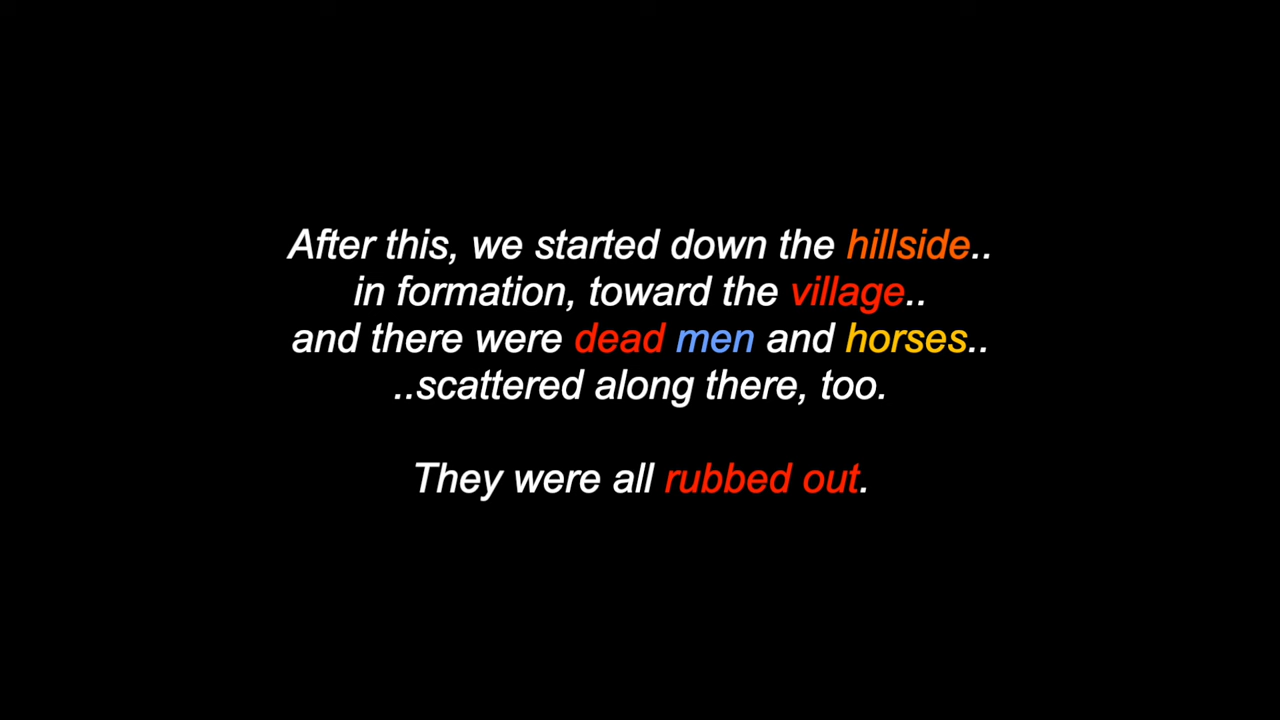 After this, we started down the hillside..
in formation, toward the village..
and there were dead men and horses..
..scattered along there, too.
They were all rubbed out.